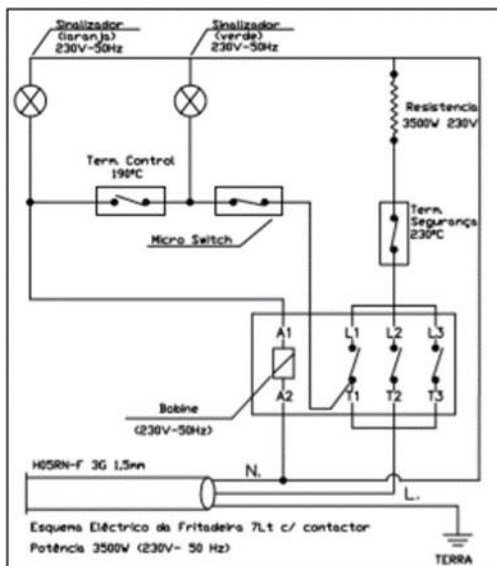 Sinalizador
(laranja)
230V-50Hz
Sinalizador
(verde)
230V-50Hz
Resistencia
3500W 230V
Term. Control
190ºC
Term.
Segurança
230ºC
Micro Switch
A1
L1
L2
L3
A2
T1
T2
T3
Bobine
(230V-50Hz)
N.
H05RN-F 3G 1,5mm
L.
Esquema Eléctrico da Fritadeira 7Lt c/ contactor
Potência 3500W (230V- 50 Hz)
TERRA